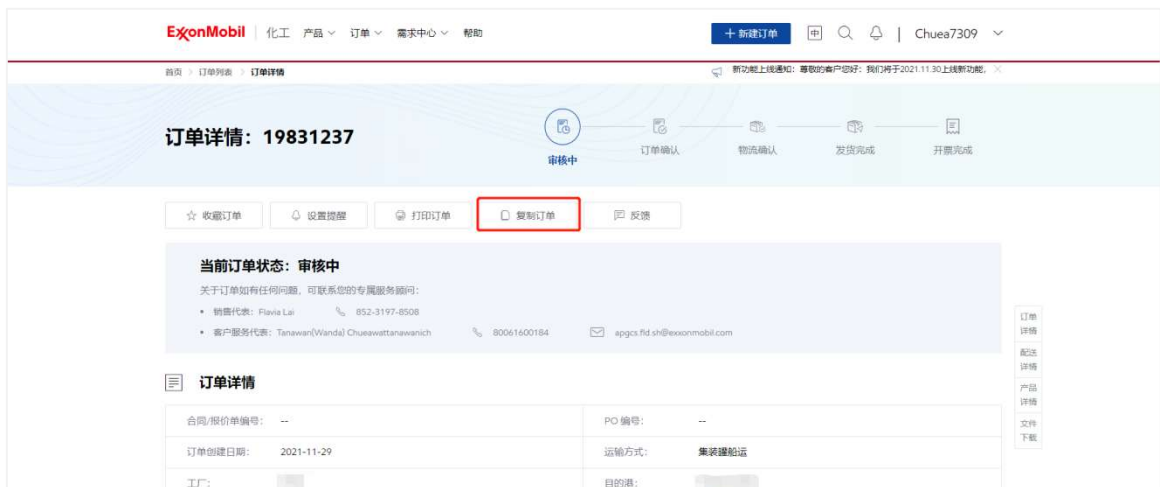 ExxonMobil 化工 产品 订单 需求中心 帮助 ＋新建订单 中 Chuea7309
首页 > 订单列表 > 订单详情 新功能上线通知：尊敬的客户您好：我们将于2021.11.30上线新功能，
订单详情：19831237
审核中 订单确认 物流确认 发货完成 开票完成
收藏订单 设置提醒 打印订单 复制订单 反馈
当前订单状态：审核中
关于订单如有任何问题，可联系您的专属服务顾问：
• 销售代表：Flavia Lai 852-3197-8508
• 客户服务代表：Tanawan(Wanda) Chueawattanawanich 80061600184 apgcs.fld.sh@exxonmobil.com
订单详情
合同/报价单编号： -- PO 编号： --
订单创建日期： 2021-11-29 运输方式： 集装罐船运
工厂： 目的港：
订单
详情
配送
详情
产品
详情
文件
下载